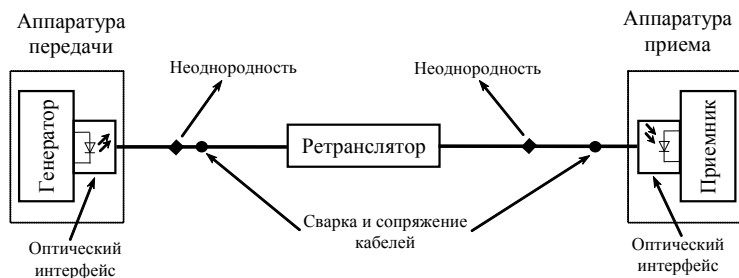 Аппаратура
передачи
Аппаратура
приема
Неоднородность
Неоднородность
Генератор
Ретранслятор
Приемник
Сварка и сопряжение
кабелей
Оптический
интерфейс
Оптический
интерфейс